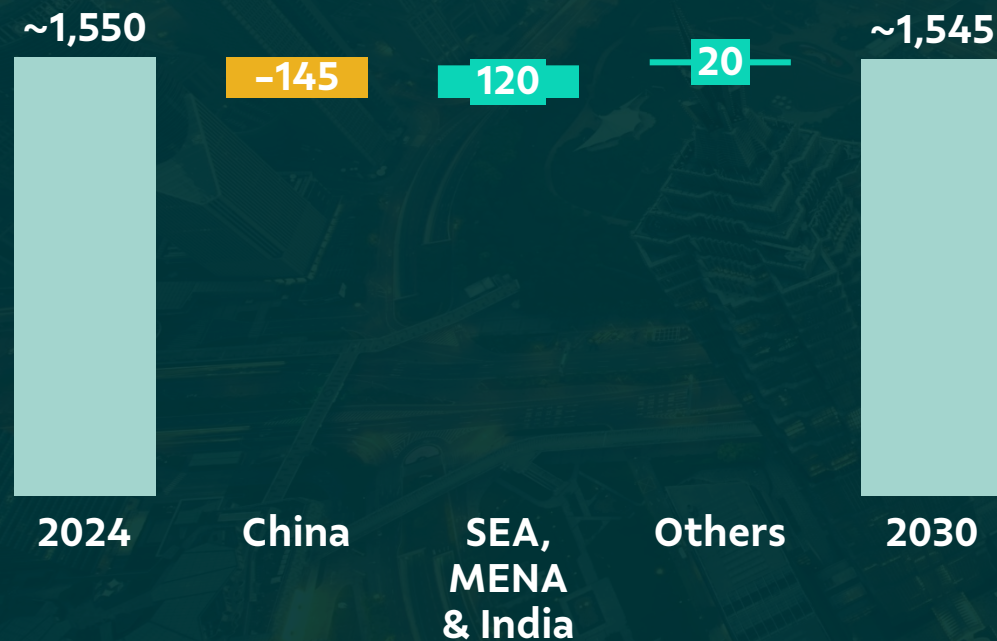 ~1,550
-145
120
20
~1,545
2024
China
SEA,
MENA
& India
Others
2030